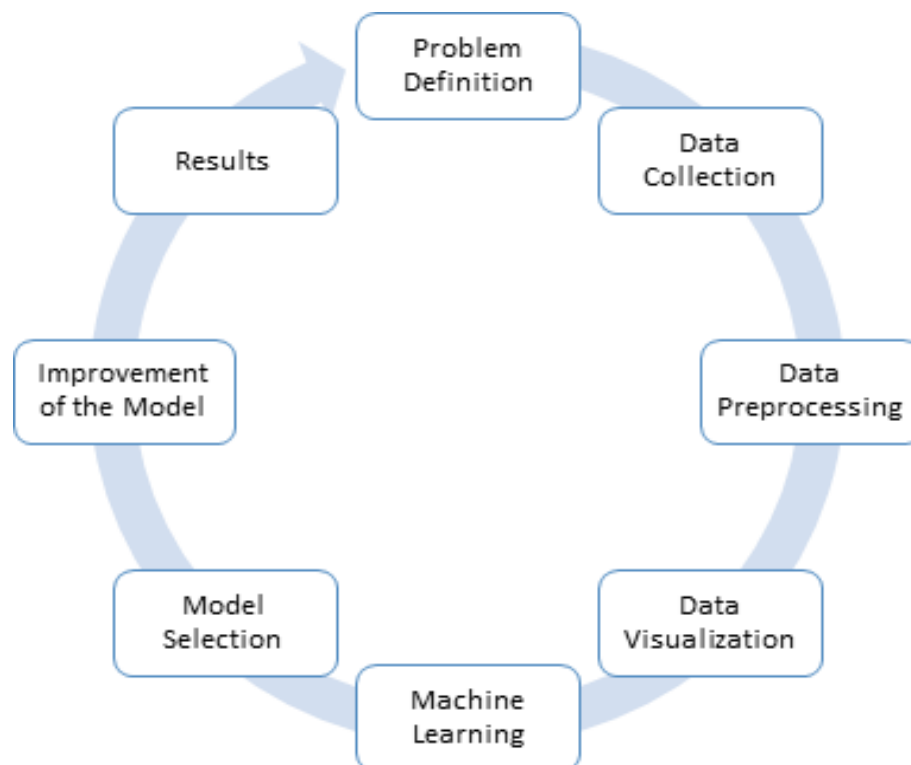 Problem
Definition
Data
Collection
Data
Preprocessing
Data
Visualization
Machine
Learning
Model
Selection
Improvement
of the Model
Results